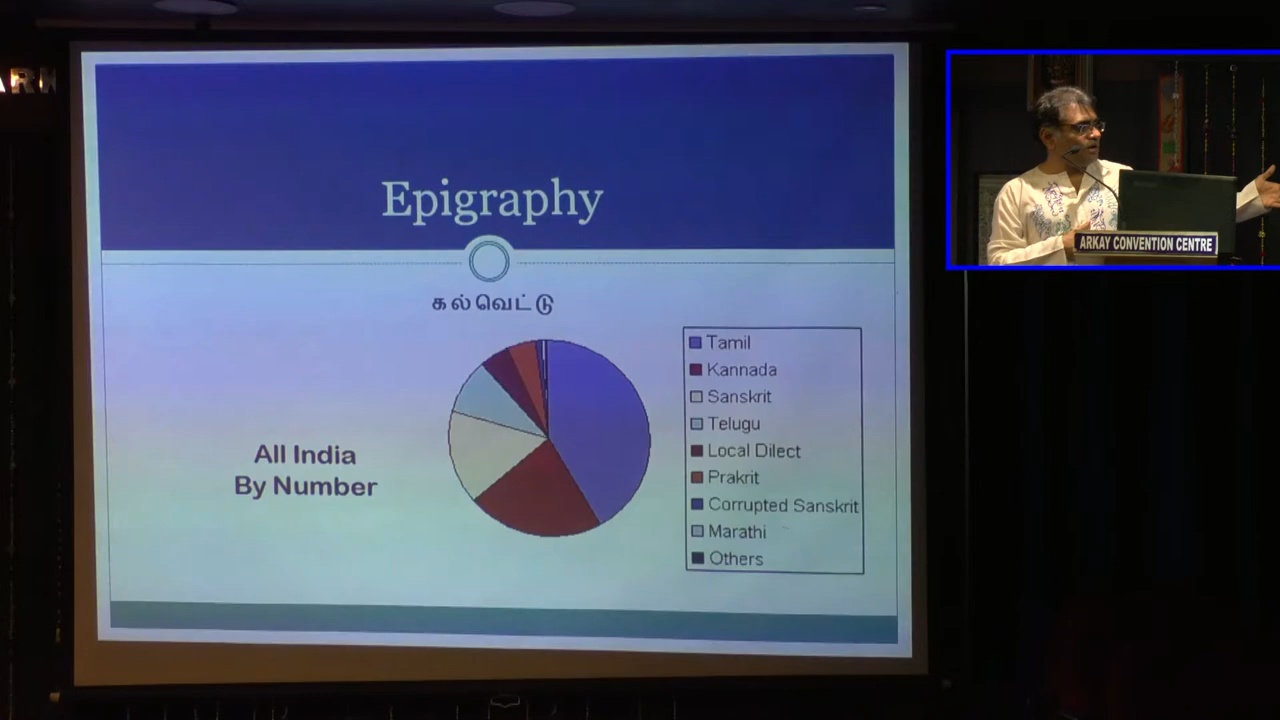 Epigraphy
கல்வெட்டு
All India
By Number
Tamil
Kannada
Sanskrit
Telugu
Local Dilect
Prakrit
Corrupted Sanskrit
Marathi
Others
ARKAY CONVENTION CENTRE